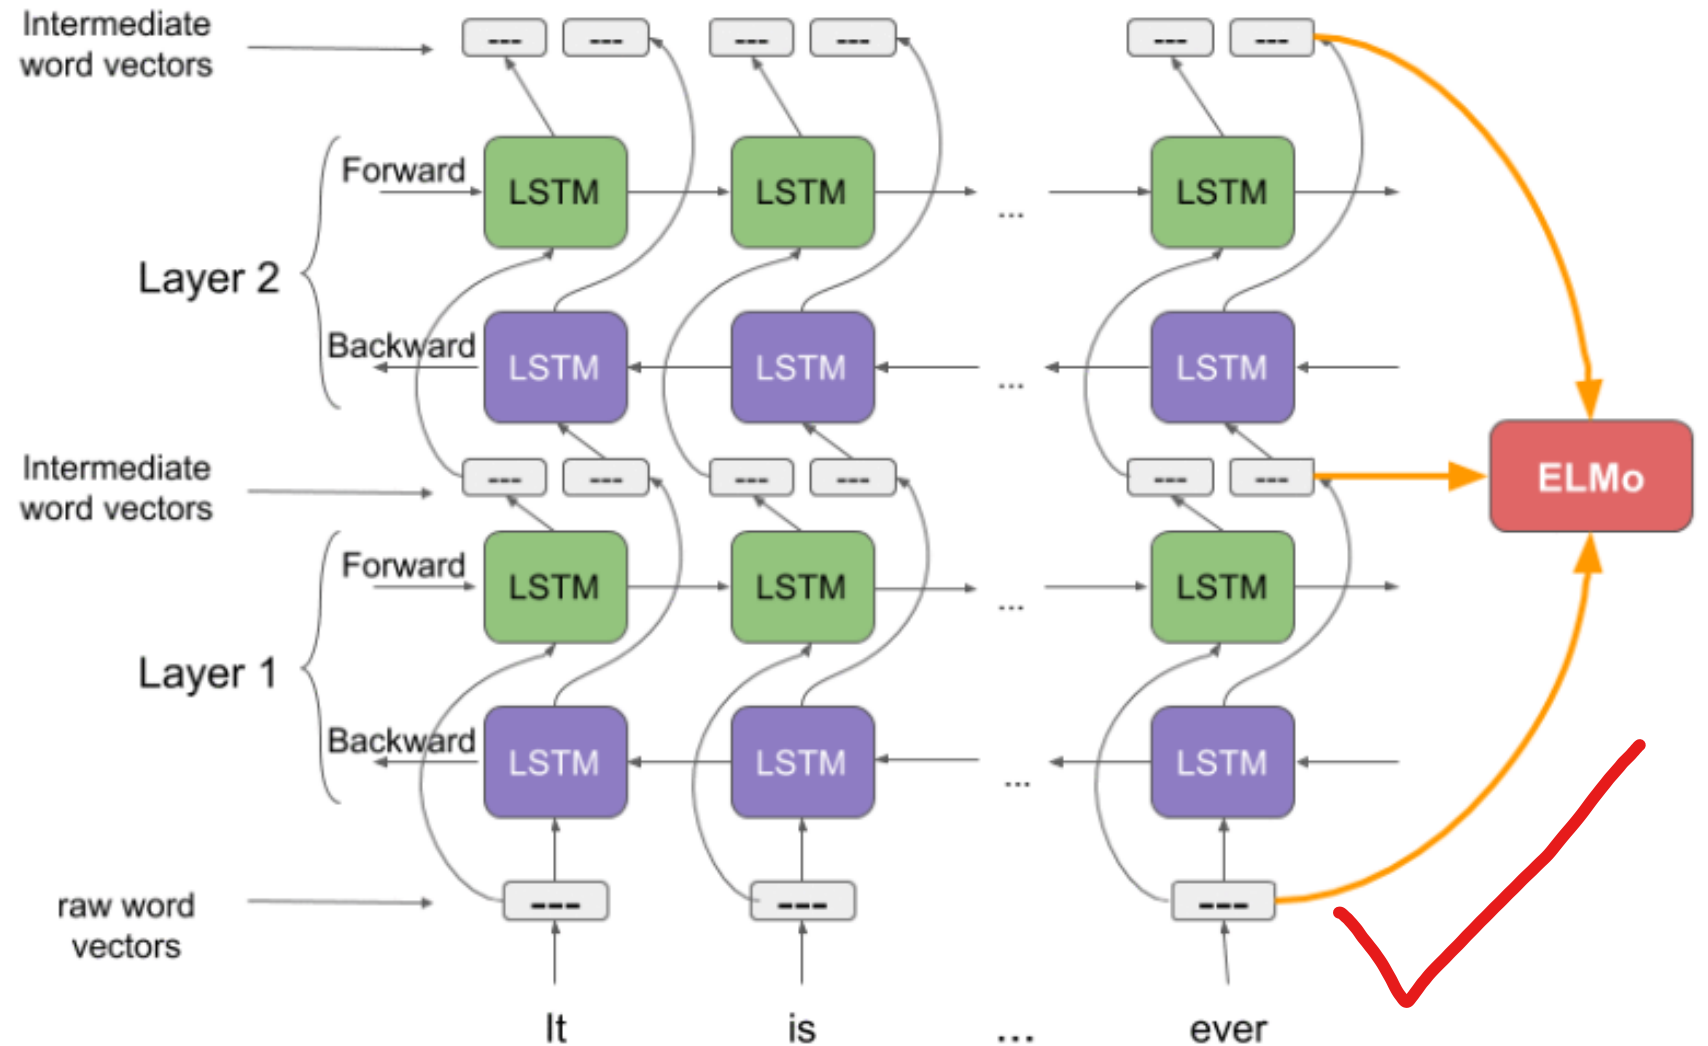 Intermediate
word vectors
--- --- --- --- --- ---
Forward
LSTM LSTM LSTM
...
Layer 2
Backward
LSTM LSTM LSTM
...
Intermediate
word vectors
--- --- --- --- --- ---
ELMo
Forward
LSTM LSTM LSTM
...
Layer 1
Backward
LSTM LSTM LSTM
...
raw word
vectors
--- --- ---
It is ... ever